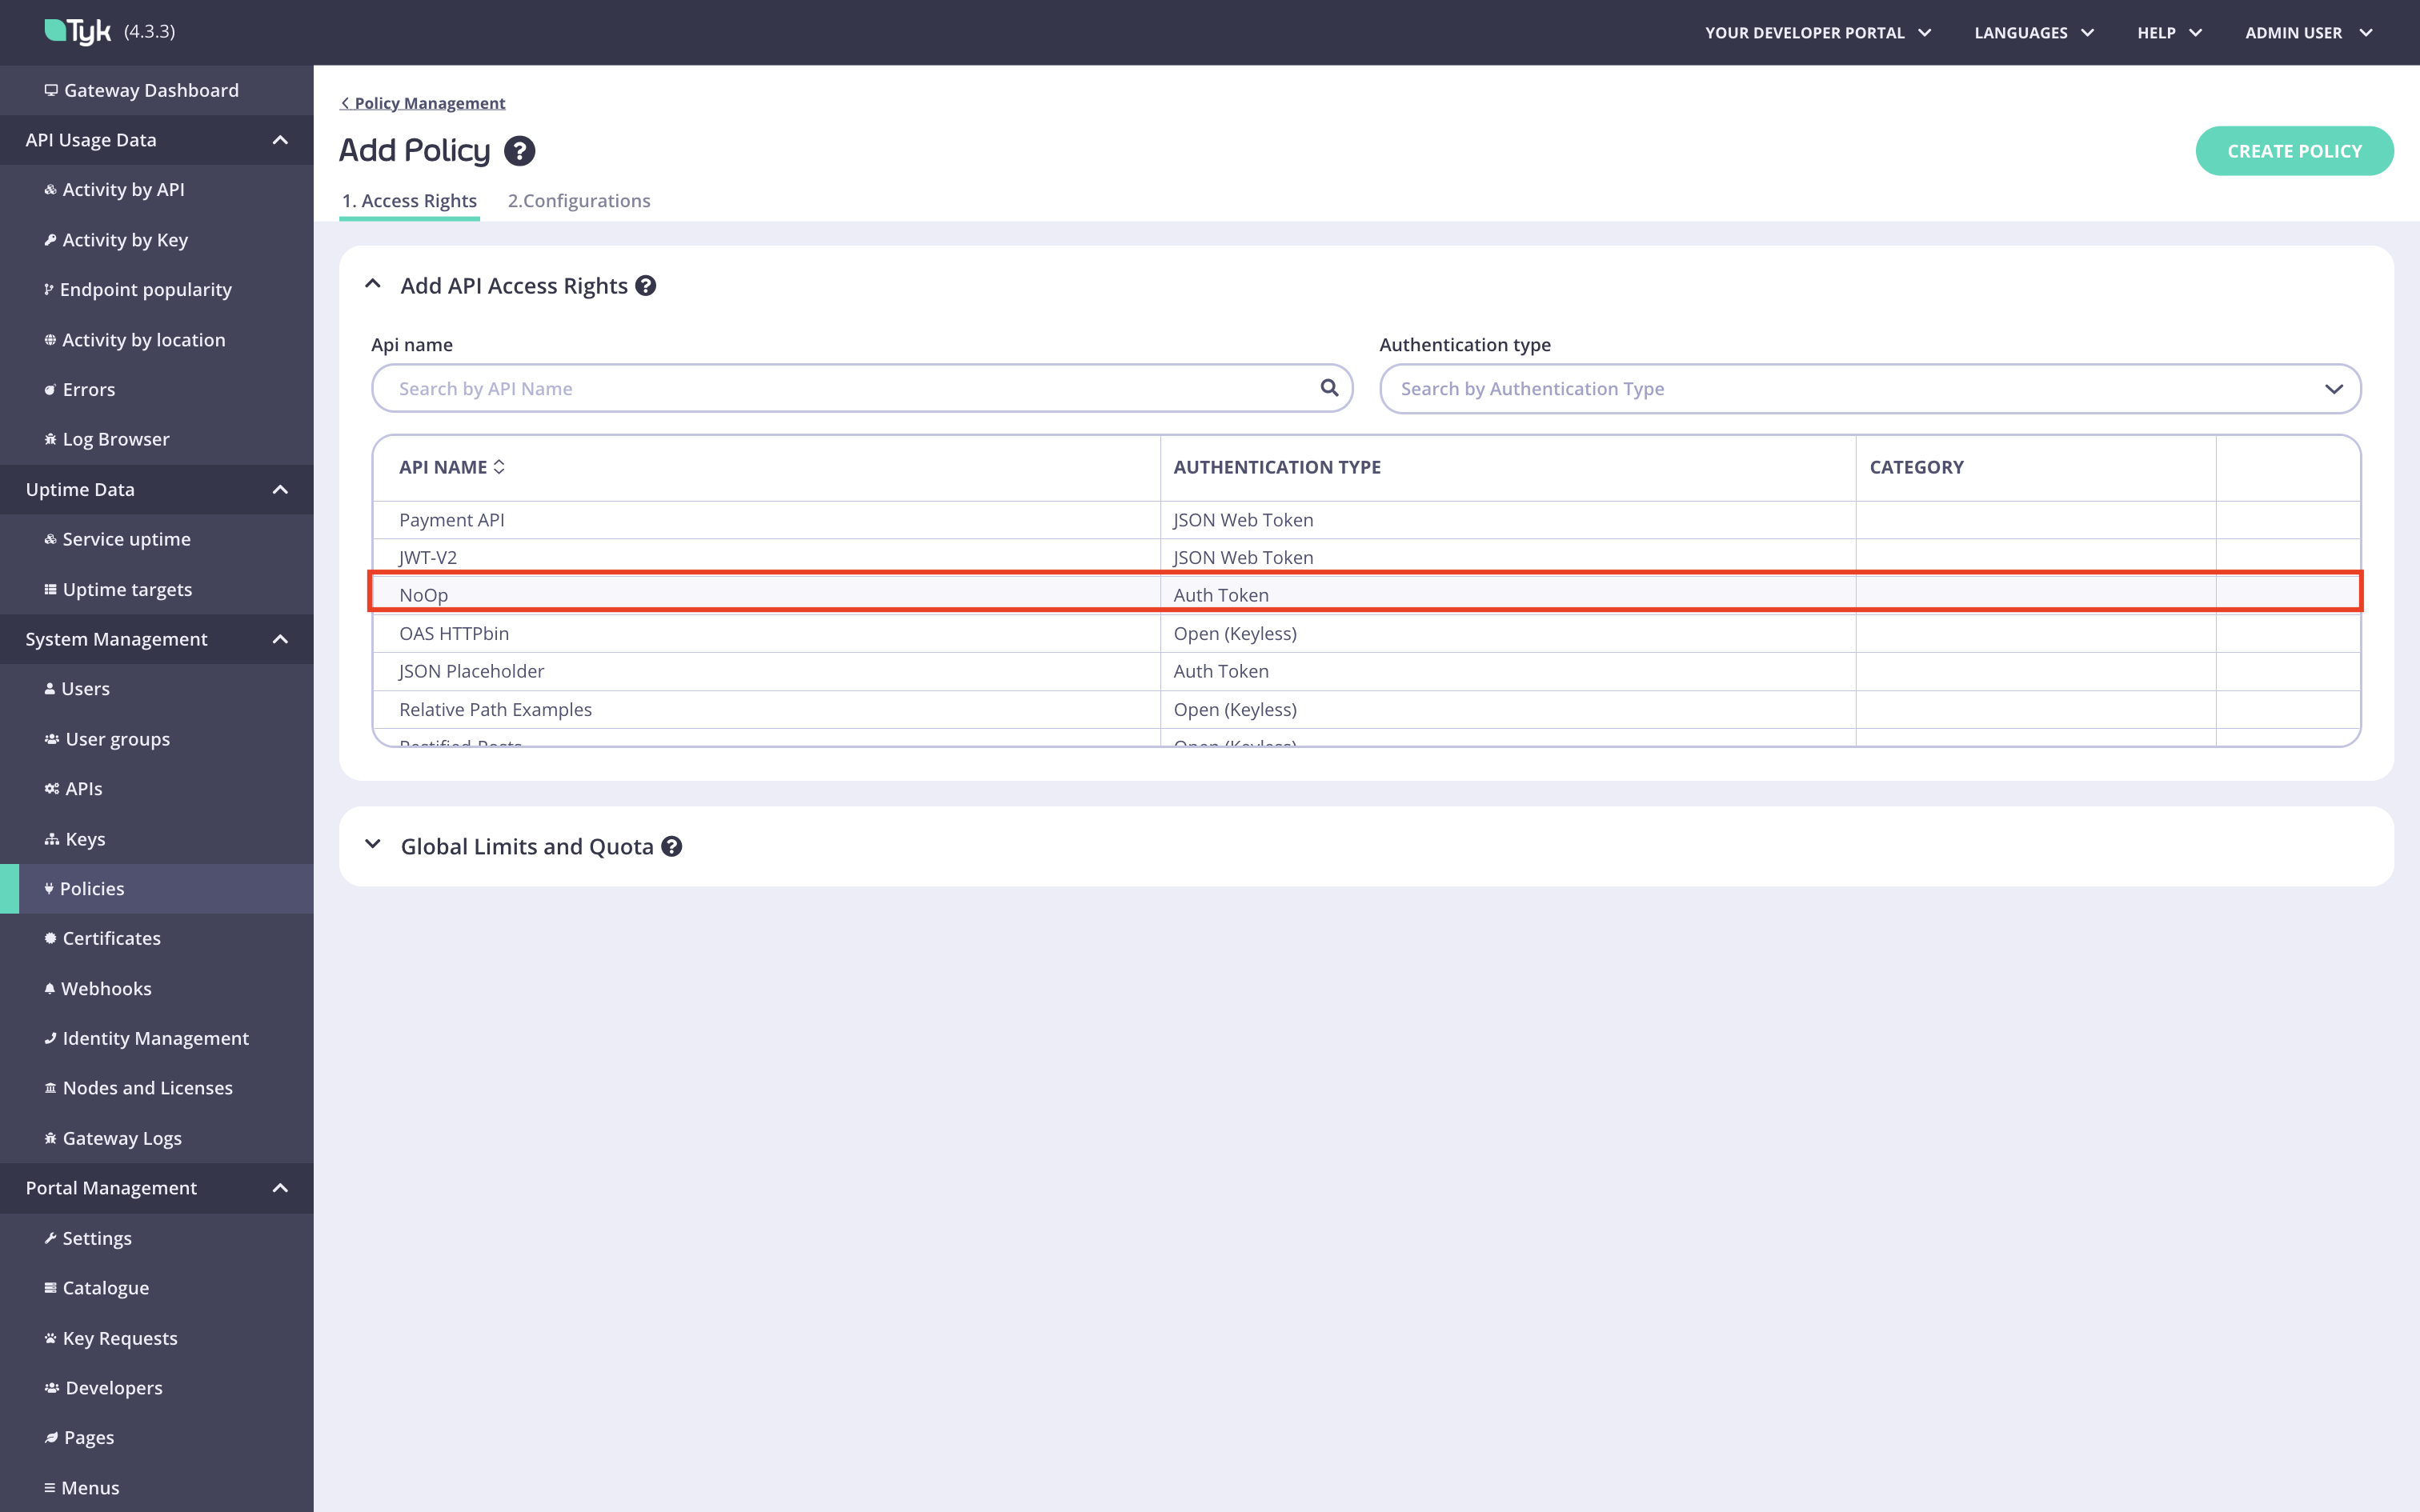 Tyk (4.3.3)
YOUR DEVELOPER PORTAL
LANGUAGES
HELP
ADMIN USER
Gateway Dashboard
API Usage Data
Activity by API
Activity by Key
Endpoint popularity
Activity by location
Errors
Log Browser
Uptime Data
Service uptime
Uptime targets
System Management
Users
User groups
APIs
Keys
Policies
Certificates
Webhooks
Identity Management
Nodes and Licenses
Gateway Logs
Portal Management
Settings
Catalogue
Key Requests
Developers
Pages
Menus
Policy Management
Add Policy ?
CREATE POLICY
1. Access Rights 2.Configurations
Add API Access Rights ?
Api name
Authentication type
Search by API Name
Search by Authentication Type
API NAME AUTHENTICATION TYPE CATEGORY
Payment API JSON Web Token
JWT-V2 JSON Web Token
NoOp Auth Token
OAS HTTPbin Open (Keyless)
JSON Placeholder Auth Token
Relative Path Examples Open (Keyless)
Open (Keyless)
Global Limits and Quota ?